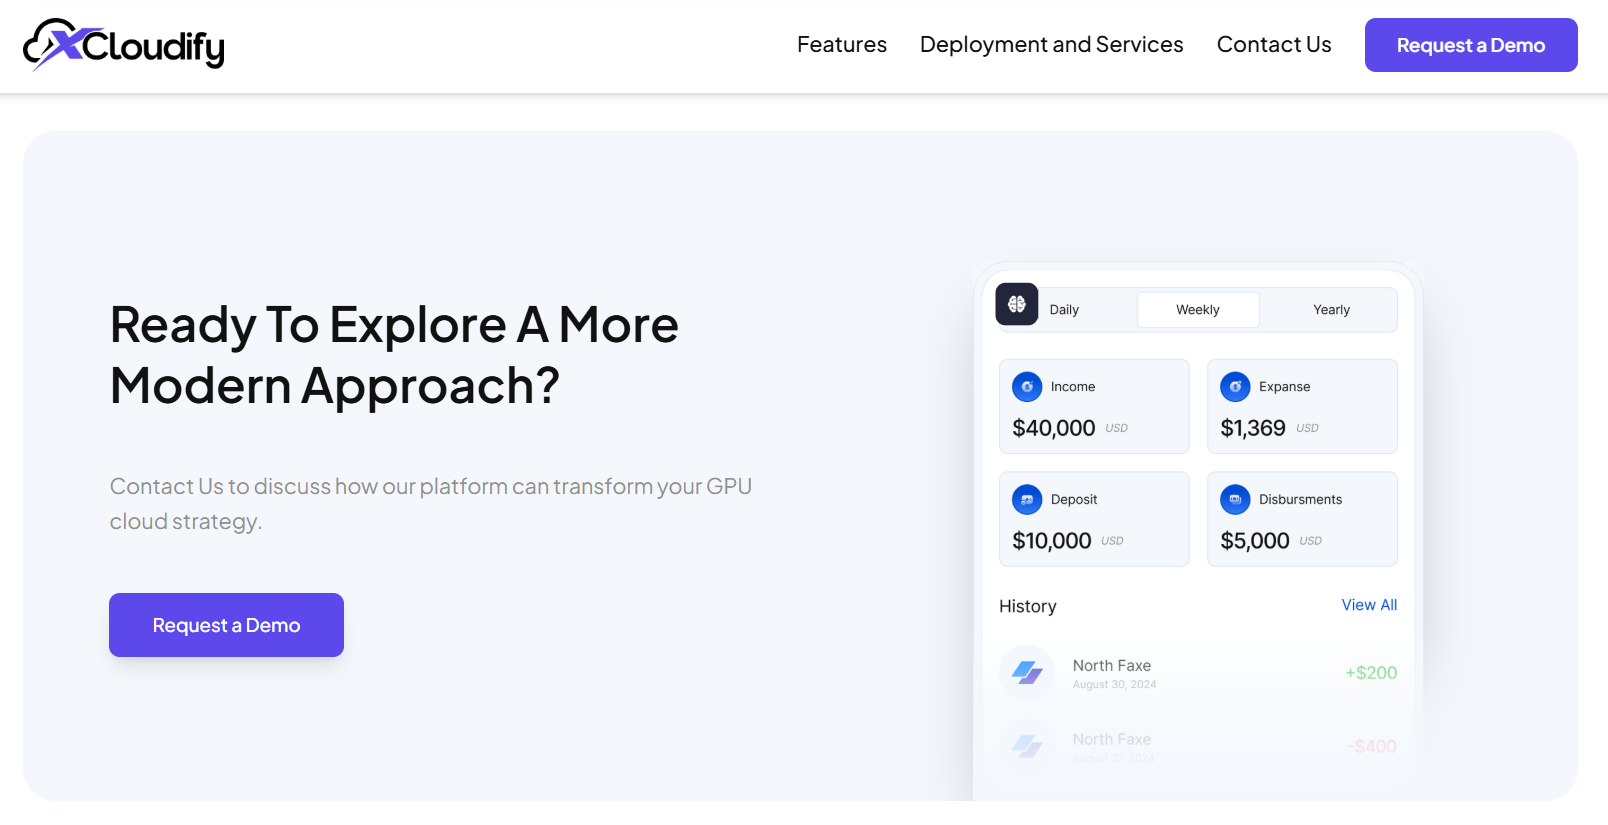 XCloudify
Features
Deployment and Services
Contact Us
Request a Demo
Ready To Explore A More
Modern Approach?
Contact Us to discuss how our platform can transform your GPU
cloud strategy.
Request a Demo
Daily
Weekly
Yearly
Income
$40,000 USD
Expanse
$1,369 USD
Deposit
$10,000 USD
Disbursments
$5,000 USD
History
View All
North Faxe
August 30, 2024
+$200
North Faxe
August 27, 2024
-$400